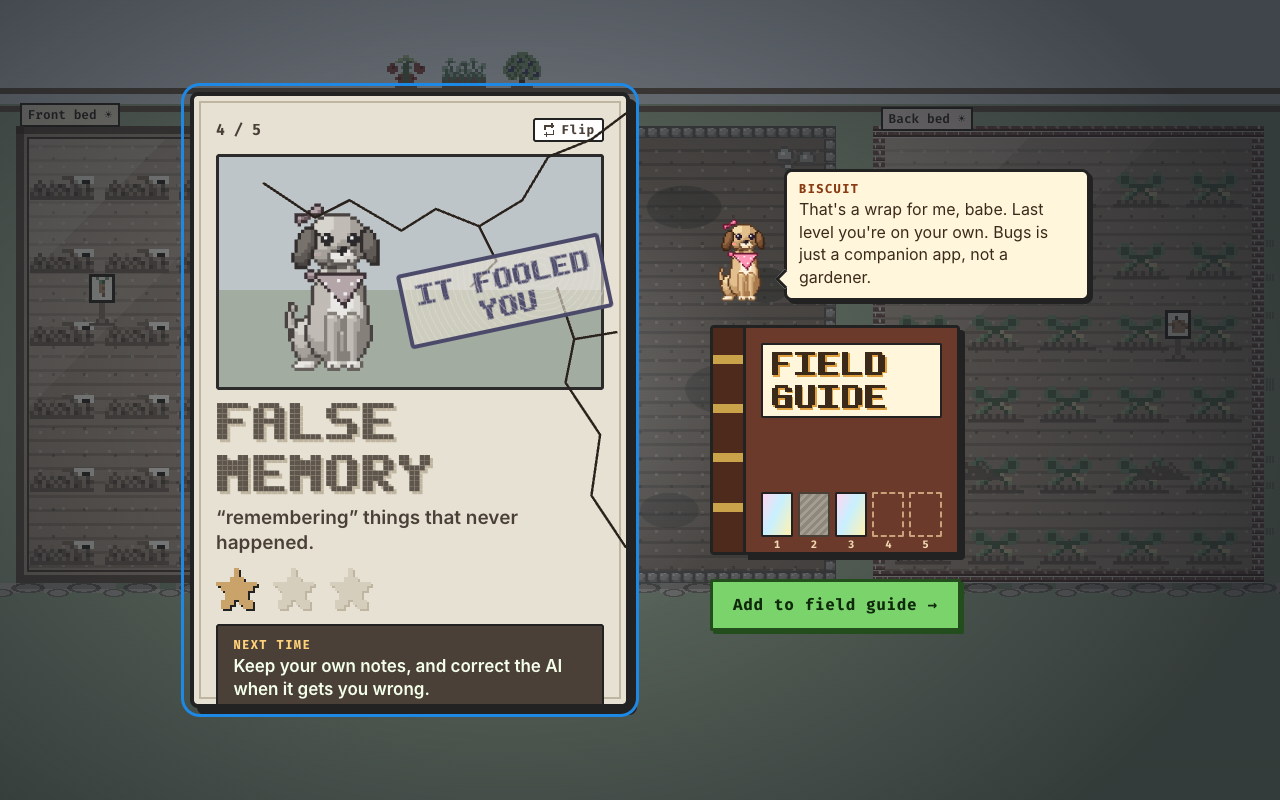 Front bed ☀
4 / 5
Flip
IT FOOLED
YOU
FALSE
MEMORY
“remembering” things that never
happened.
NEXT TIME
Keep your own notes, and correct the AI
when it gets you wrong.
Back bed ☀
BISCUIT
That's a wrap for me, babe. Last
level you're on your own. Bugs is
just a companion app, not a
gardener.
FIELD
GUIDE
1 2 3 4 5
Add to field guide →